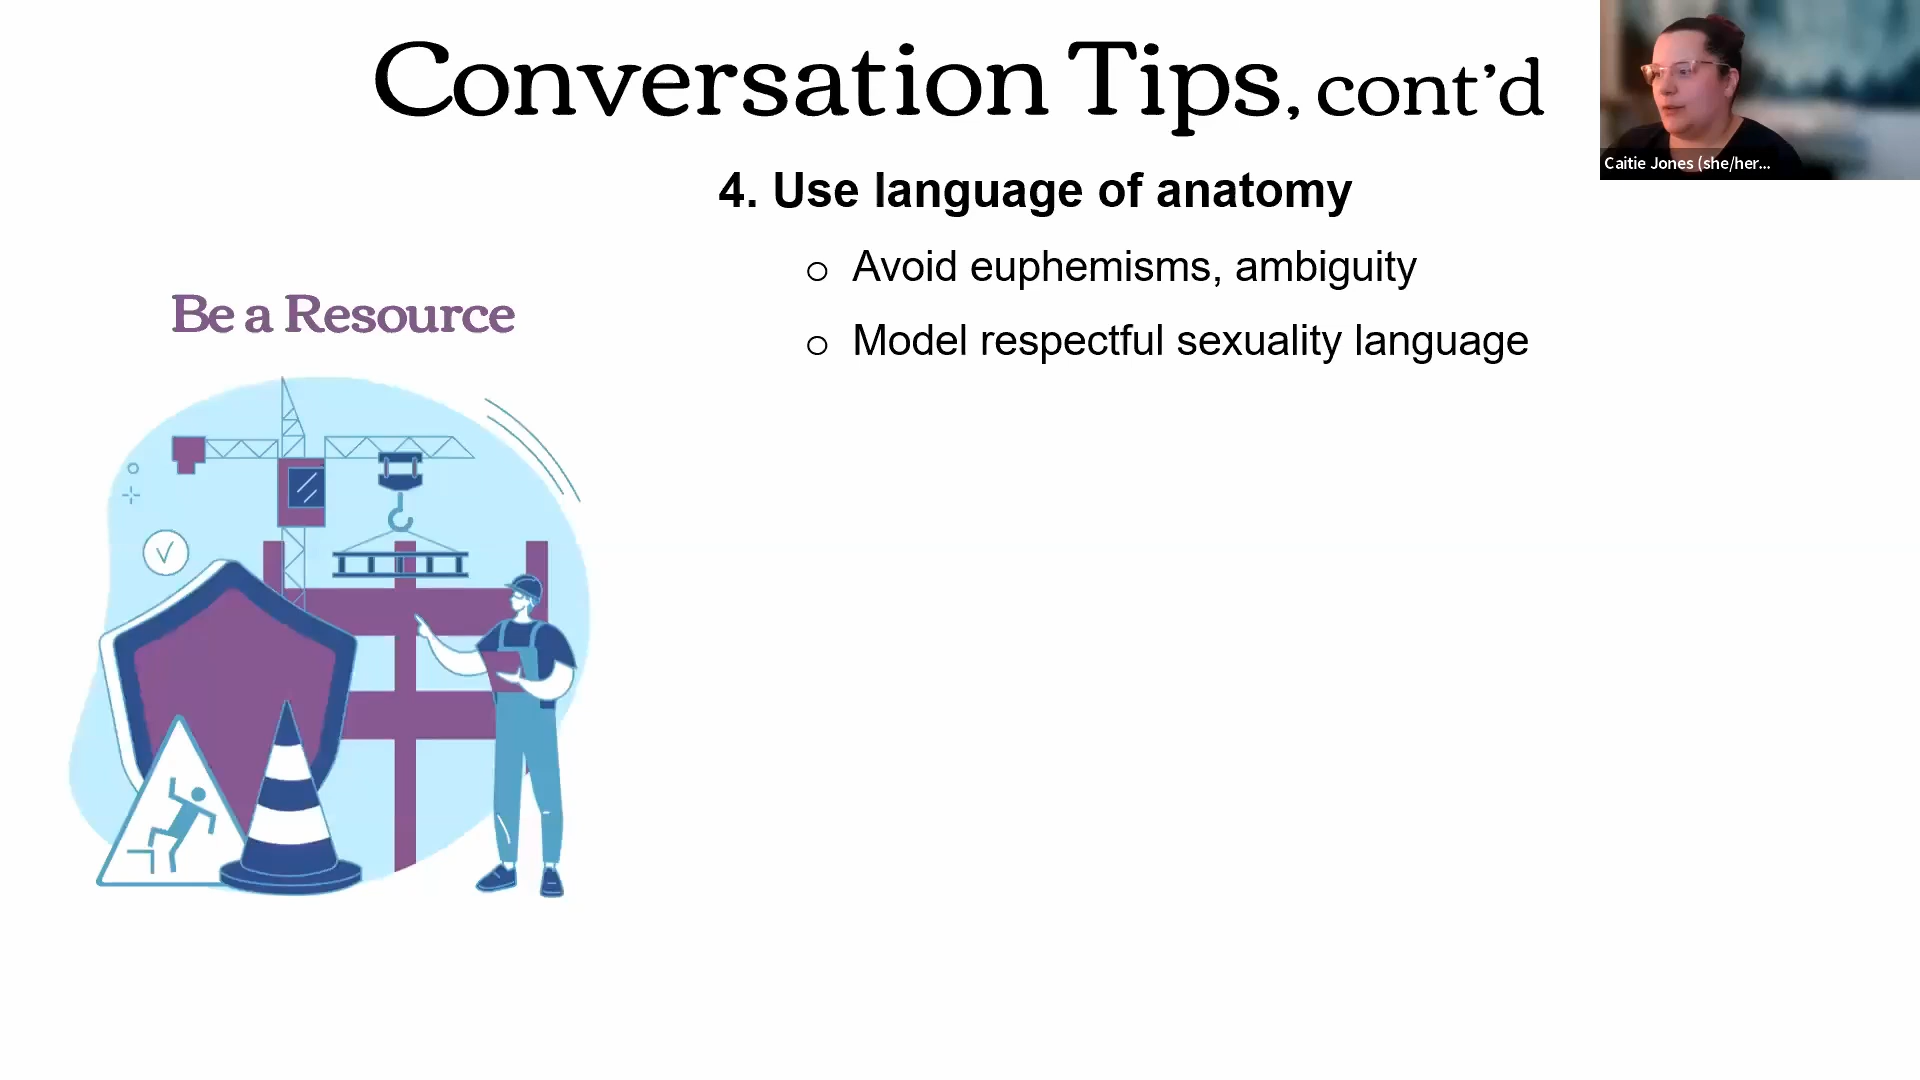 Conversation Tips, cont’d
Caitie Jones (she/her...
4. Use language of anatomy
○ Avoid euphemisms, ambiguity
○ Model respectful sexuality language
Be a Resource